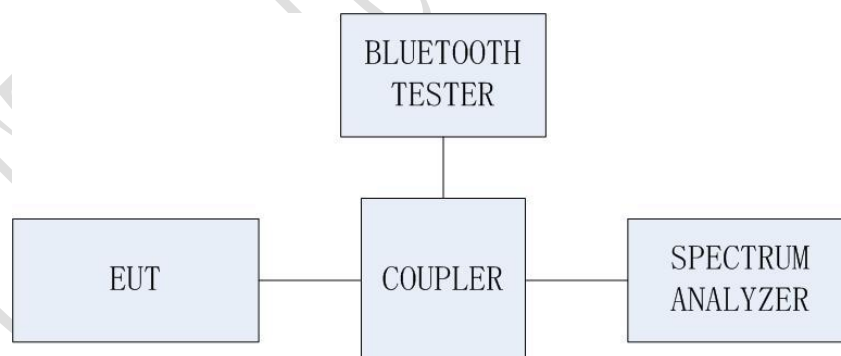 BLUETOOTH
TESTER
EUT
COUPLER
SPECTRUM
ANALYZER